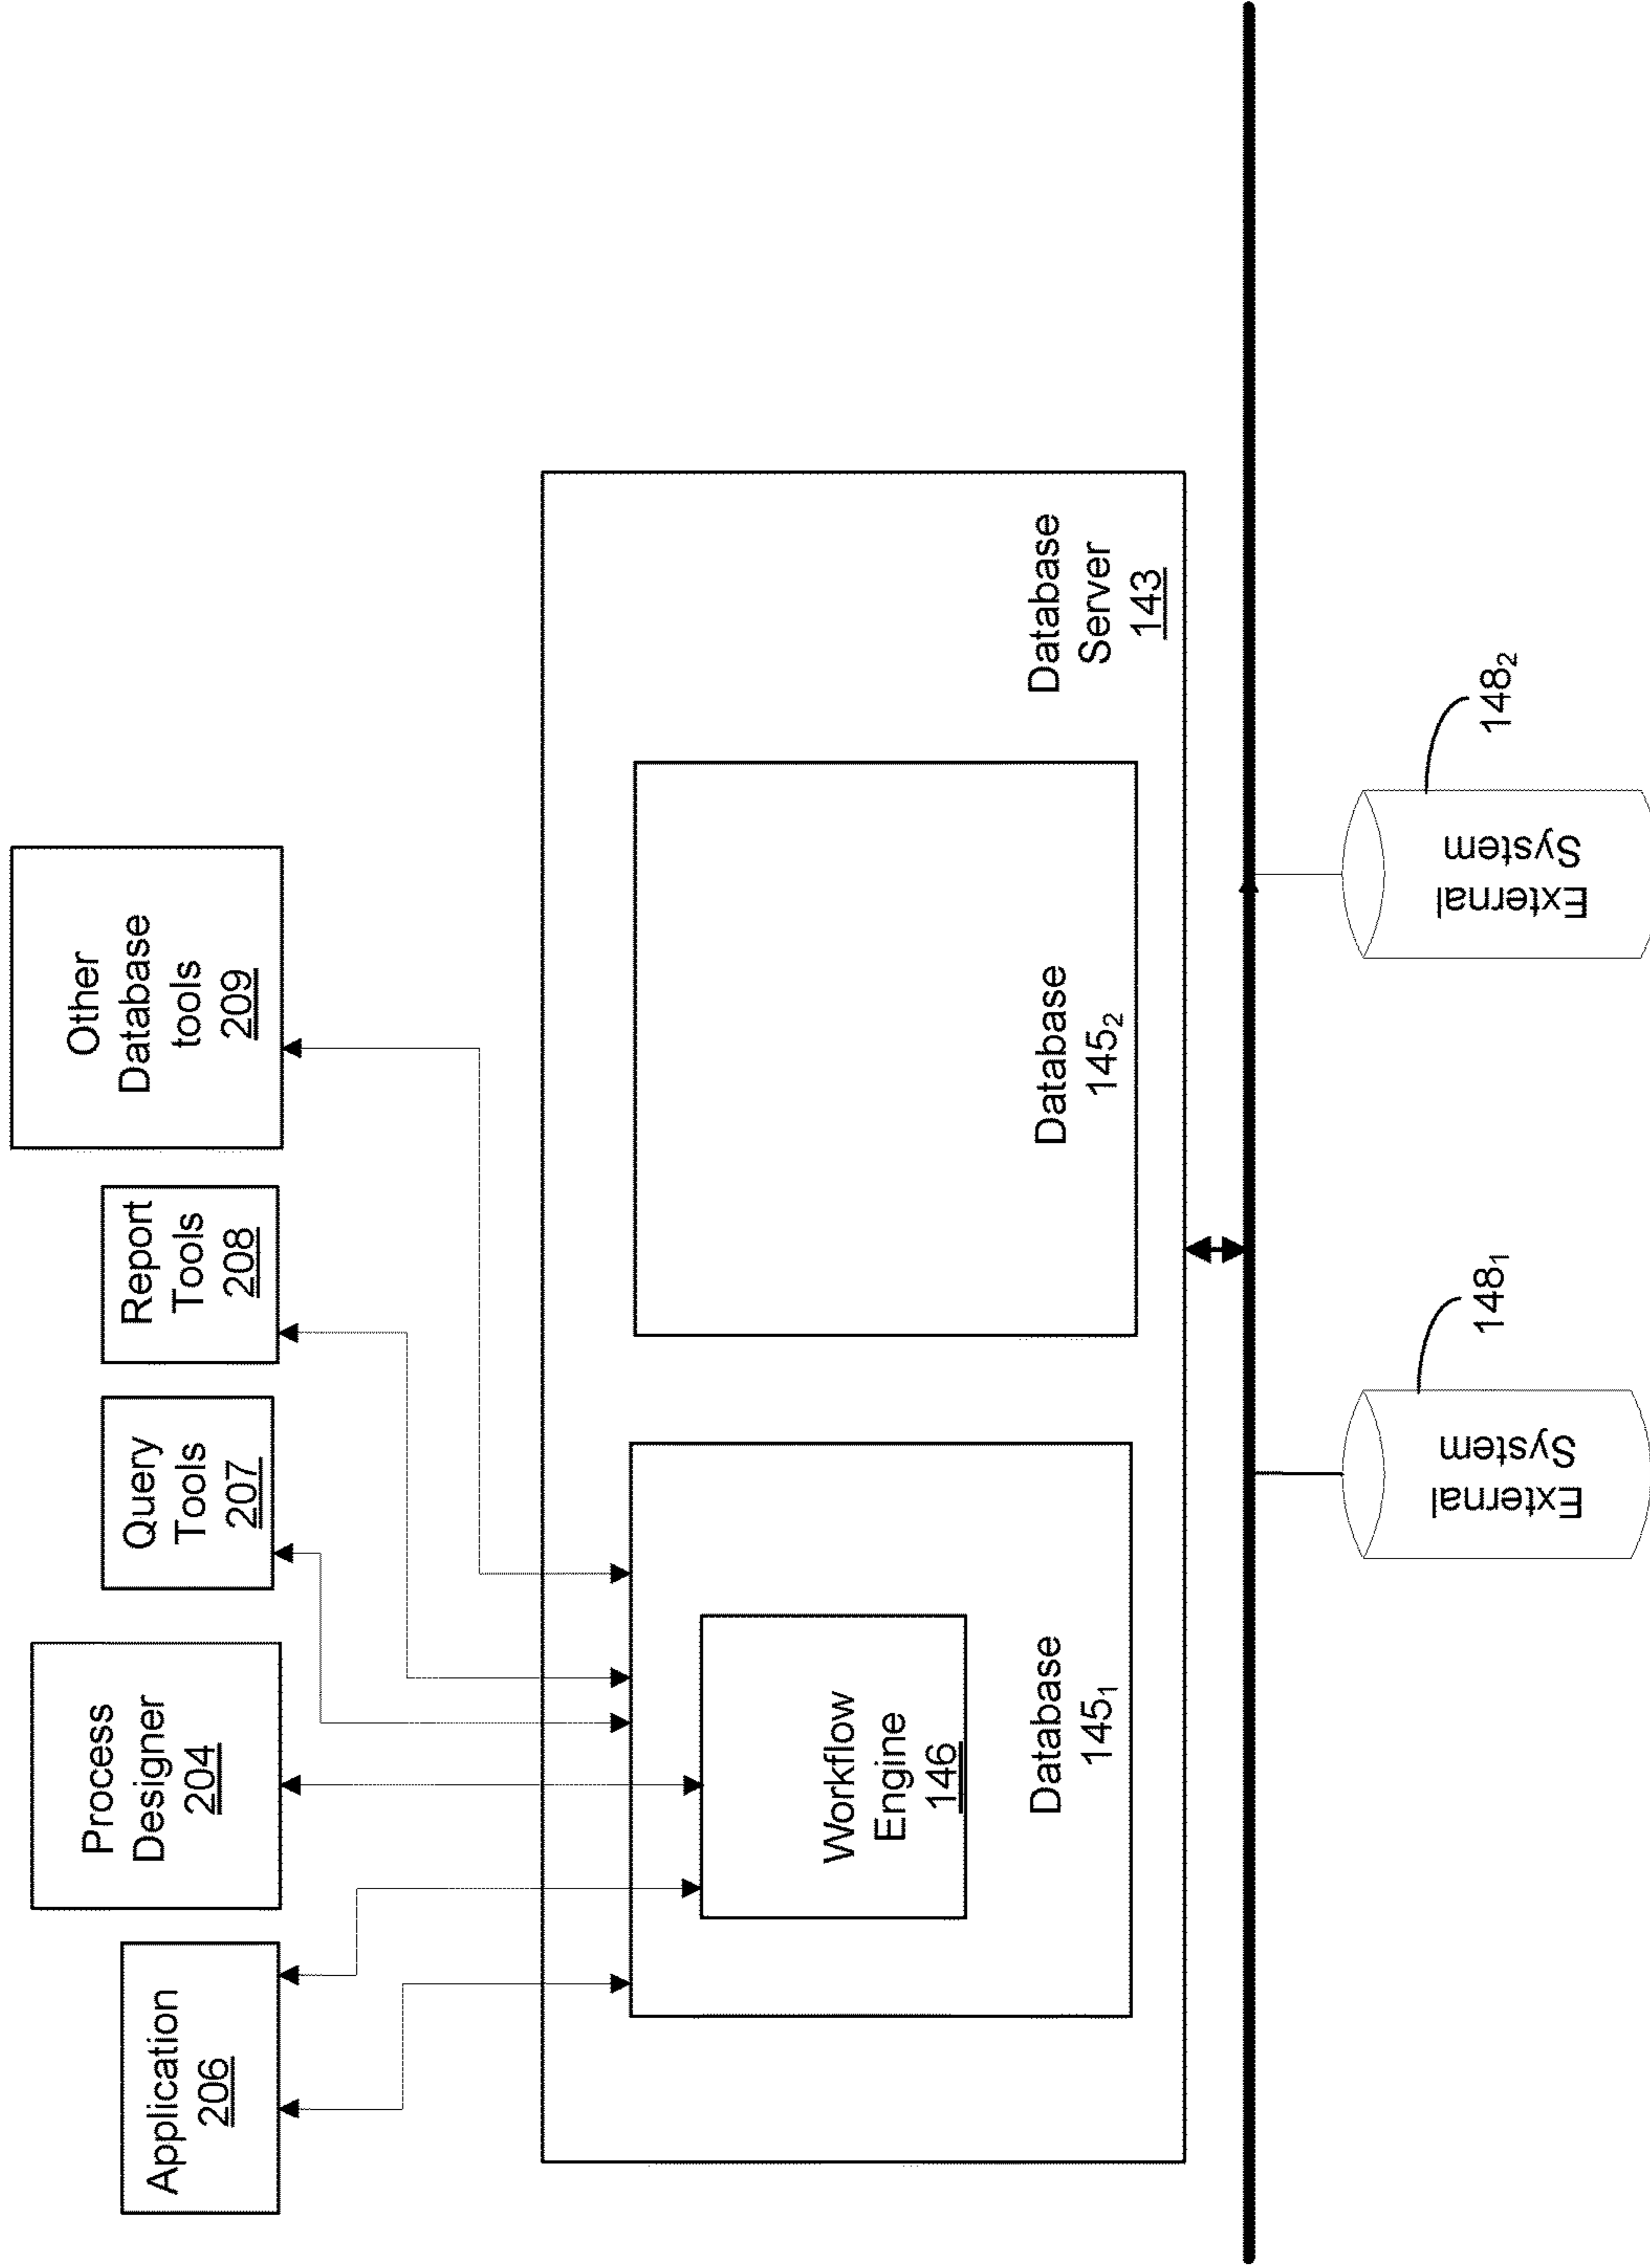 Application
206
Process
Designer
204
Query
Tools
207
Report
Tools
208
Other
Database
tools
209
Workflow
Engine
146
Database
145₁
Database
145₂
Database
Server
143
External
System
148₁
External
System
148₂